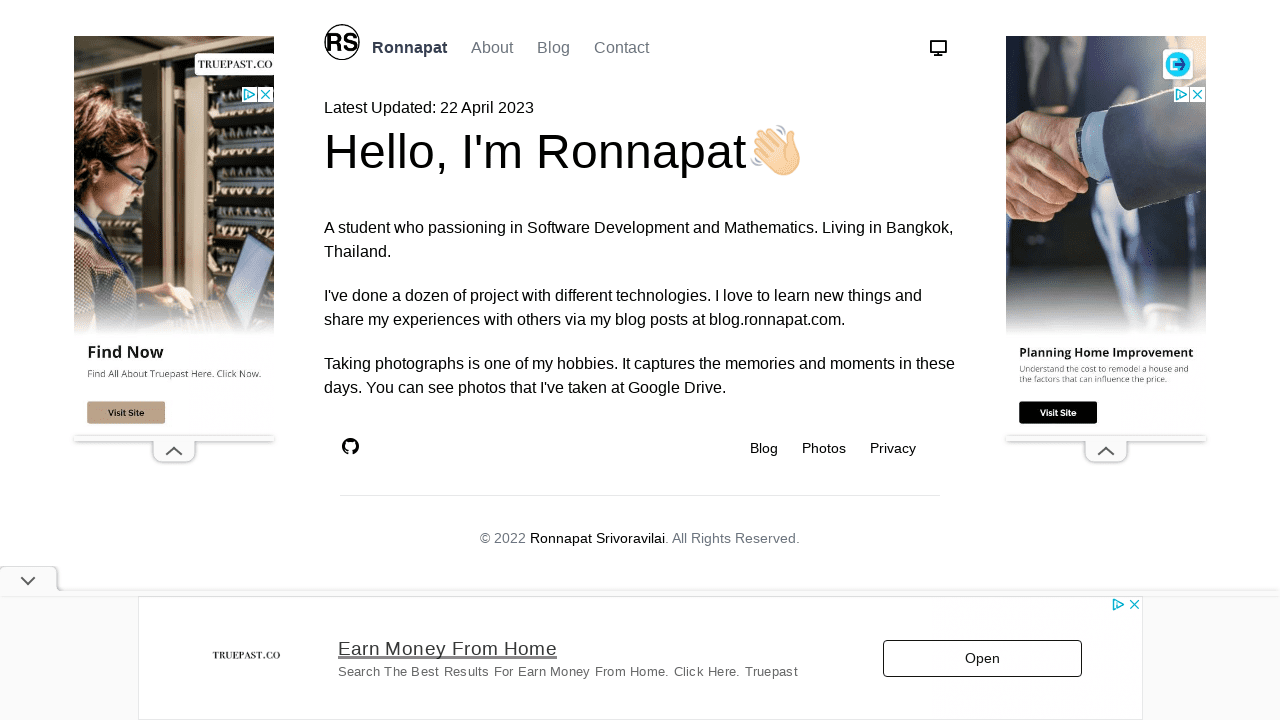 RS
Ronnapat
About
Blog
Contact
Latest Updated: 22 April 2023
Hello, I'm Ronnapat
A student who passioning in Software Development and Mathematics. Living in Bangkok,
Thailand.
I've done a dozen of project with different technologies. I love to learn new things and
share my experiences with others via my blog posts at blog.ronnapat.com.
Taking photographs is one of my hobbies. It captures the memories and moments in these
days. You can see photos that I've taken at Google Drive.
Blog
Photos
Privacy
© 2022 Ronnapat Srivoravilai. All Rights Reserved.
TRUEPAST.CO
Find Now
Find All About Truepast Here. Click Now.
Visit Site
Planning Home Improvement
Understand the cost to remodel a house and
the factors that can influence the price.
Visit Site
TRUEPAST.CO
Earn Money From Home
Search The Best Results For Earn Money From Home. Click Here. Truepast
Open